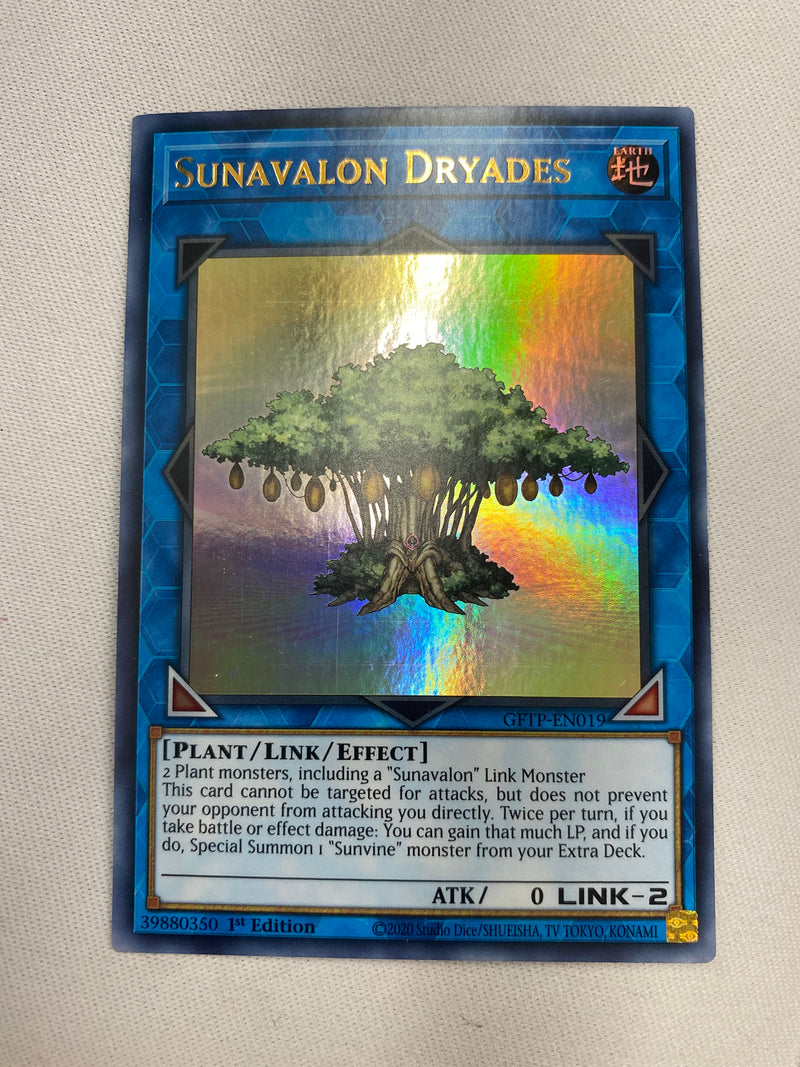 SUNAVALON DRYADES
EARTH
地
GFTP-EN019
[PLANT/LINK/EFFECT]
2 Plant monsters, including a "Sunavalon" Link Monster
This card cannot be targeted for attacks, but does not prevent
your opponent from attacking you directly. Twice per turn, if you
take battle or effect damage: You can gain that much LP, and if you
do, Special Summon 1 "Sunvine" monster from your Extra Deck.
ATK/ 0 LINK-2
39880350 1st Edition ©2020 Studio Dice/SHUEISHA, TV TOKYO, KONAMI